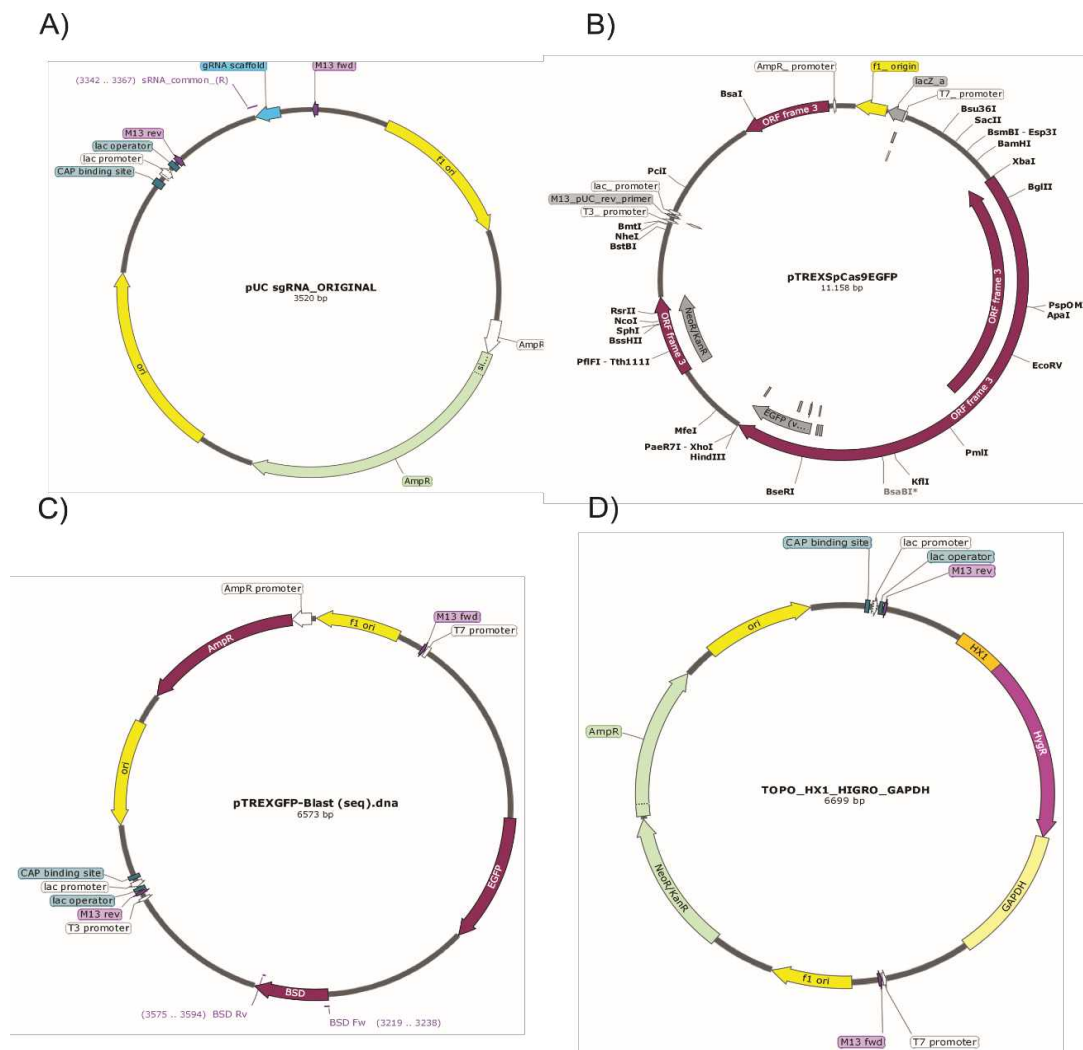 A)
gRNA scaffold
M13 fwd
(3342 .. 3367) sRNA_common_(R)
M13 rev
lac operator
lac promoter
CAP binding site
f1 ori
pUC sgRNA_ORIGINAL
3520 bp
AmpR
si...
ori
AmpR
B)
AmpR_ promoter
f1_ origin
lacZ_a
T7_ promoter
BsaI
ORF frame 3
Bsu36I
SacII
BsmBI - Esp3I
BamHI
XbaI
BglII
PciI
lac_ promoter
M13_pUC_rev_primer
T3_ promoter
BmtI
NheI
BstBI
pTREXSpCas9EGFP
11.158 bp
ORF frame 3
PspOM
ApaI
RsrII
NcoI
SphI
BssHII
ORF frame 3
NeoR/KanR
PflFI - Tth111I
EcoRV
ORF frame 3
EGFP (v...
MfeI
PaeR7I - XhoI
HindIII
PmlI
KflI
BsaBI*
BseRI
C)
AmpR promoter
f1 ori
M13 fwd
T7 promoter
AmpR
ori
pTREXGFP-Blast (seq).dna
6573 bp
EGFP
CAP binding site
lac promoter
lac operator
M13 rev
T3 promoter
BSD
(3575 .. 3594) BSD Rv
BSD Fw (3219 .. 3238)
D)
CAP binding site
lac promoter
lac operator
M13 rev
ori
HX1
HygR
AmpR
TOPO_HX1_HIGRO_GAPDH
6699 bp
NeoR/KanR
GAPDH
f1 ori
M13 fwd
T7 promoter